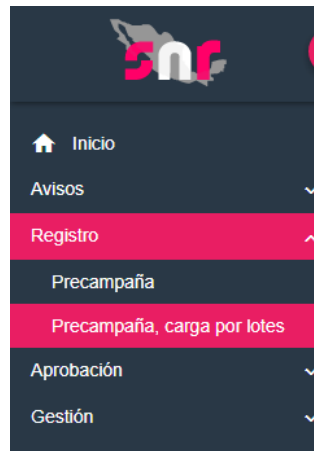 snr
Inicio
Avisos
Registro
Precampaña
Precampaña, carga por lotes
Aprobación
Gestión